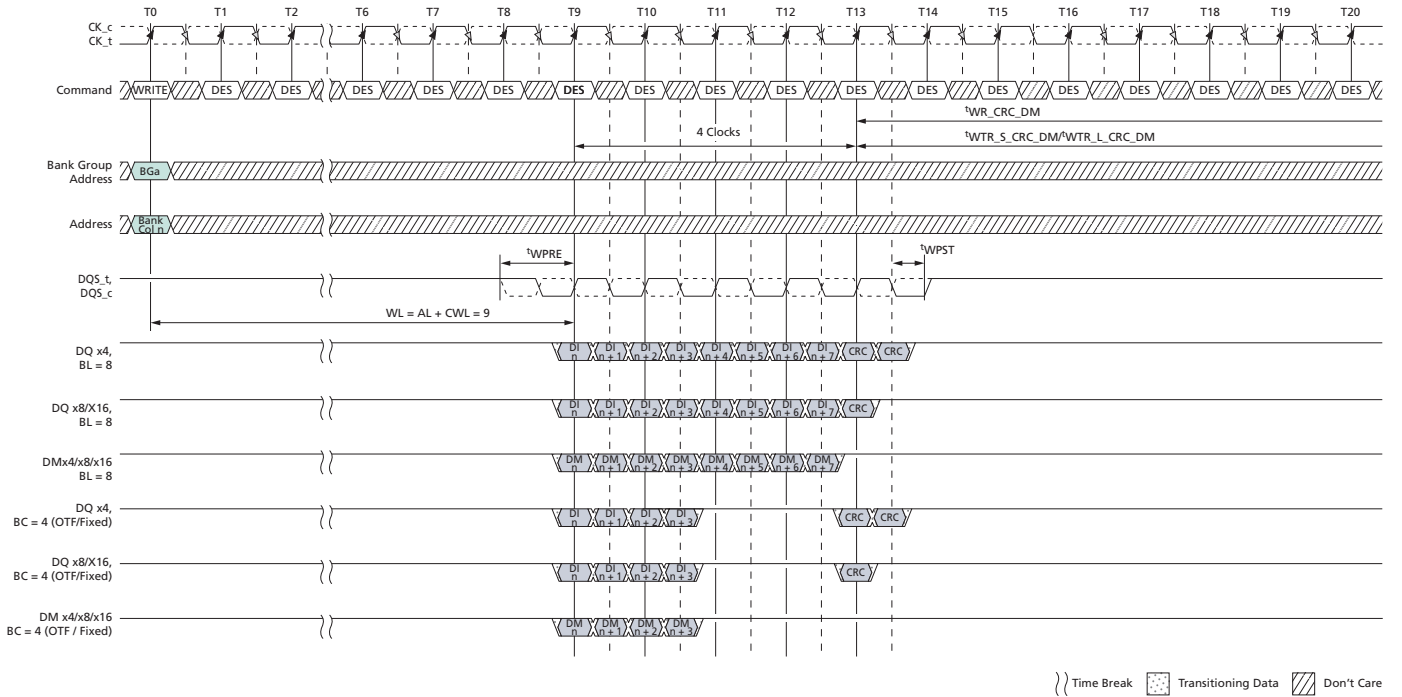 T0 T1 T2 T6 T7 T8 T9 T10 T11 T12 T13 T14 T15 T16 T17 T18 T19 T20
CK_c
CK_t
Command WRITE DES DES DES DES DES DES DES DES DES DES DES DES DES DES DES DES DES
tWR_CRC_DM
4 Clocks
tWTR_S_CRC_DM/tWTR_L_CRC_DM
Bank Group
Address
BGa
Address
Bank
Col n
tWPRE
tWPST
DQS_t,
DQS_c
WL = AL + CWL = 9
DQ x4,
BL = 8
DI n DI n + 1 DI n + 2 DI n + 3 DI n + 4 DI n + 5 DI n + 6 DI n + 7 CRC CRC
DQ x8/X16,
BL = 8
DI n DI n + 1 DI n + 2 DI n + 3 DI n + 4 DI n + 5 DI n + 6 DI n + 7 CRC
DMx4/x8/x16
BL = 8
DM n DM n + 1 DM n + 2 DM n + 3 DM n + 4 DM n + 5 DM n + 6 DM n + 7
DQ x4,
BC = 4 (OTF/Fixed)
DI n DI n + 1 DI n + 2 DI n + 3 CRC CRC
DQ x8/X16,
BC = 4 (OTF/Fixed)
DI n DI n + 1 DI n + 2 DI n + 3 CRC
DM x4/x8/x16
BC = 4 (OTF / Fixed)
DM n DM n + 1 DM n + 2 DM n + 3
Time Break Transitioning Data Don't Care